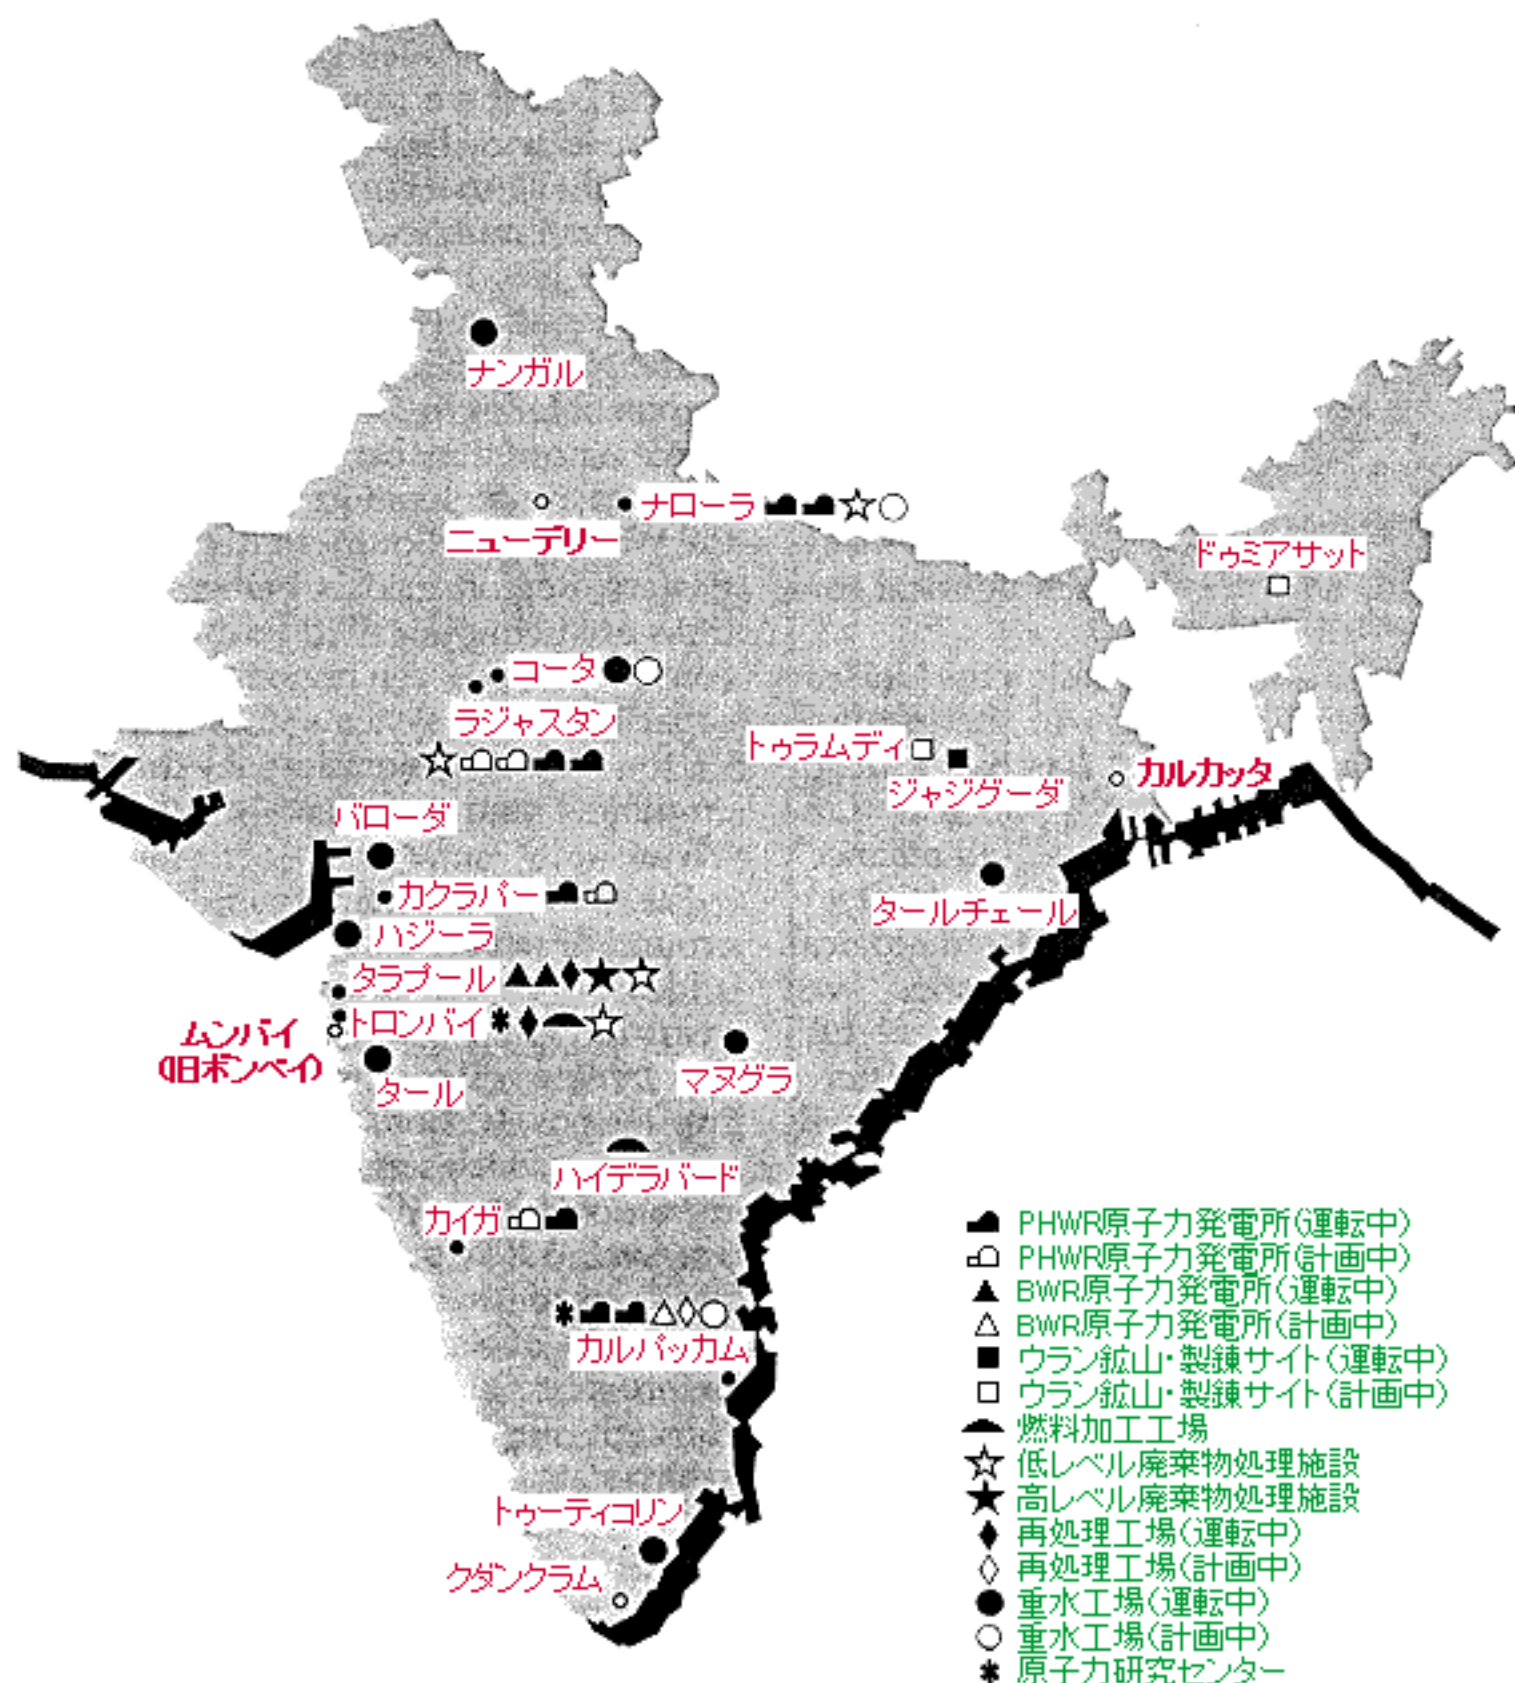 ナンガル
ナローラ
ニューデリー
ドゥミアサット
コータ
ラジャスタン
トゥラムディ
ジャジグーダ
カルカッタ
バローダ
カクラパー
タールチェール
ハジーラ
タラプール
トロンバイ
ムンバイ
(旧ボンベイ)
タール
マヌグラ
ハイデラバード
カイガ
カルパッカム
トゥーティコリン
クダンクラム
PHWR原子力発電所(運転中)
PHWR原子力発電所(計画中)
BWR原子力発電所(運転中)
BWR原子力発電所(計画中)
ウラン鉱山・製錬サイト(運転中)
ウラン鉱山・製錬サイト(計画中)
燃料加工工場
低レベル廃棄物処理施設
高レベル廃棄物処理施設
再処理工場(運転中)
再処理工場(計画中)
重水工場(運転中)
重水工場(計画中)
原子力研究センター